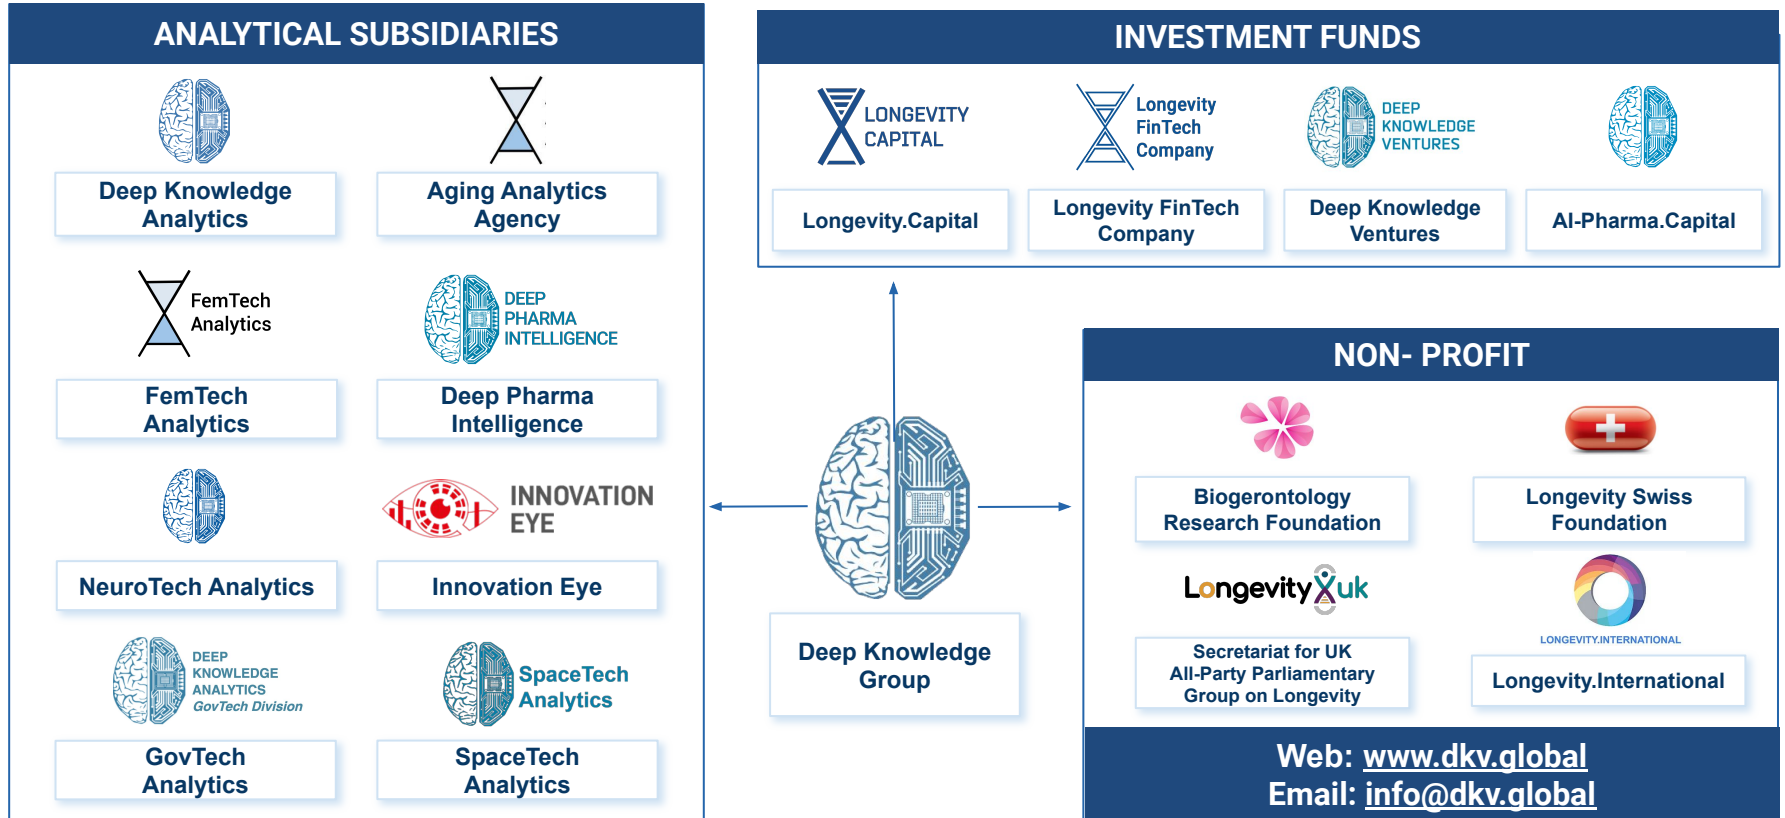 ANALYTICAL SUBSIDIARIES
Deep Knowledge
Analytics
Aging Analytics
Agency
FemTech
Analytics
DEEP
PHARMA
INTELLIGENCE
FemTech
Analytics
Deep Pharma
Intelligence
INNOVATION
EYE
NeuroTech Analytics
Innovation Eye
DEEP
KNOWLEDGE
ANALYTICS
GovTech Division
SpaceTech
Analytics
GovTech
Analytics
SpaceTech
Analytics
INVESTMENT FUNDS
LONGEVITY
CAPITAL
Longevity
FinTech
Company
DEEP
KNOWLEDGE
VENTURES
Longevity.Capital
Longevity FinTech
Company
Deep Knowledge
Ventures
AI-Pharma.Capital
Deep Knowledge
Group
NON- PROFIT
Biogerontology
Research Foundation
Longevity Swiss
Foundation
Longevity uk
LONGEVITY.INTERNATIONAL
Secretariat for UK
All-Party Parliamentary
Group on Longevity
Longevity.International
Web: www.dkv.global
Email: info@dkv.global